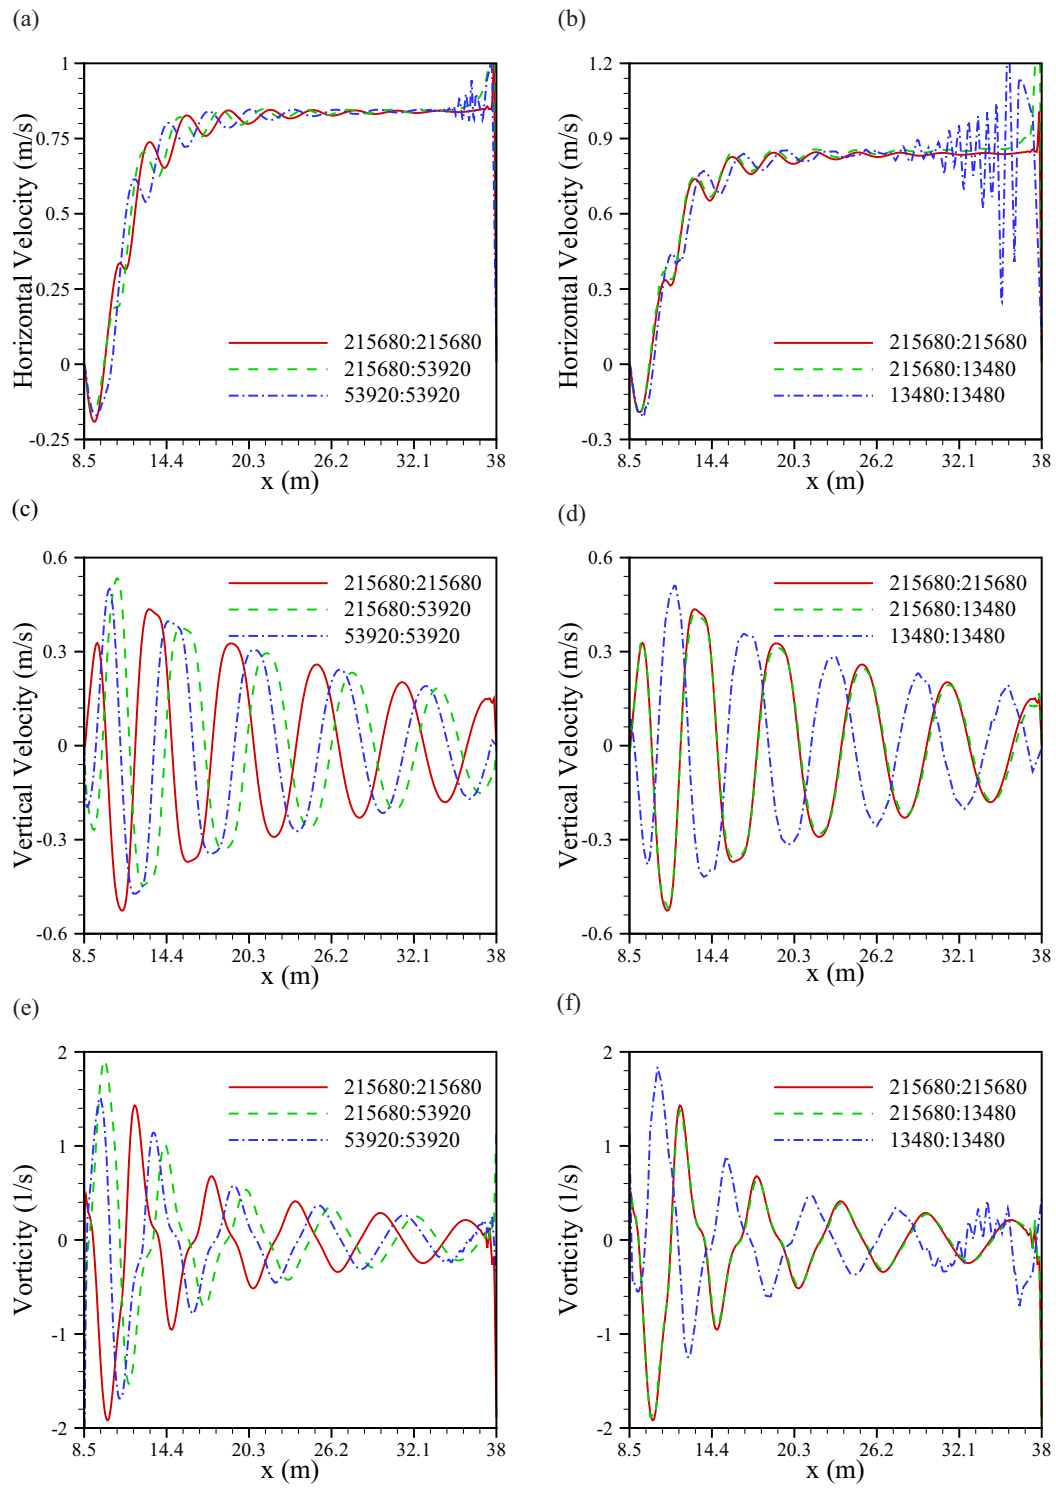 (a)
1
0.75
0.5
0.25
0
-0.25
8.5 14.4 20.3 26.2 32.1 38
x (m)
Horizontal Velocity (m/s)
215680:215680
215680:53920
53920:53920
(b)
1.2
0.9
0.6
0.3
0
-0.3
8.5 14.4 20.3 26.2 32.1 38
x (m)
Horizontal Velocity (m/s)
215680:215680
215680:13480
13480:13480
(c)
0.6
0.3
0
-0.3
-0.6
8.5 14.4 20.3 26.2 32.1 38
x (m)
Vertical Velocity (m/s)
215680:215680
215680:53920
53920:53920
(d)
0.6
0.3
0
-0.3
-0.6
8.5 14.4 20.3 26.2 32.1 38
x (m)
Vertical Velocity (m/s)
215680:215680
215680:13480
13480:13480
(e)
2
1
0
-1
-2
8.5 14.4 20.3 26.2 32.1 38
x (m)
Vorticity (1/s)
215680:215680
215680:53920
53920:53920
(f)
2
1
0
-1
-2
8.5 14.4 20.3 26.2 32.1 38
x (m)
Vorticity (1/s)
215680:215680
215680:13480
13480:13480